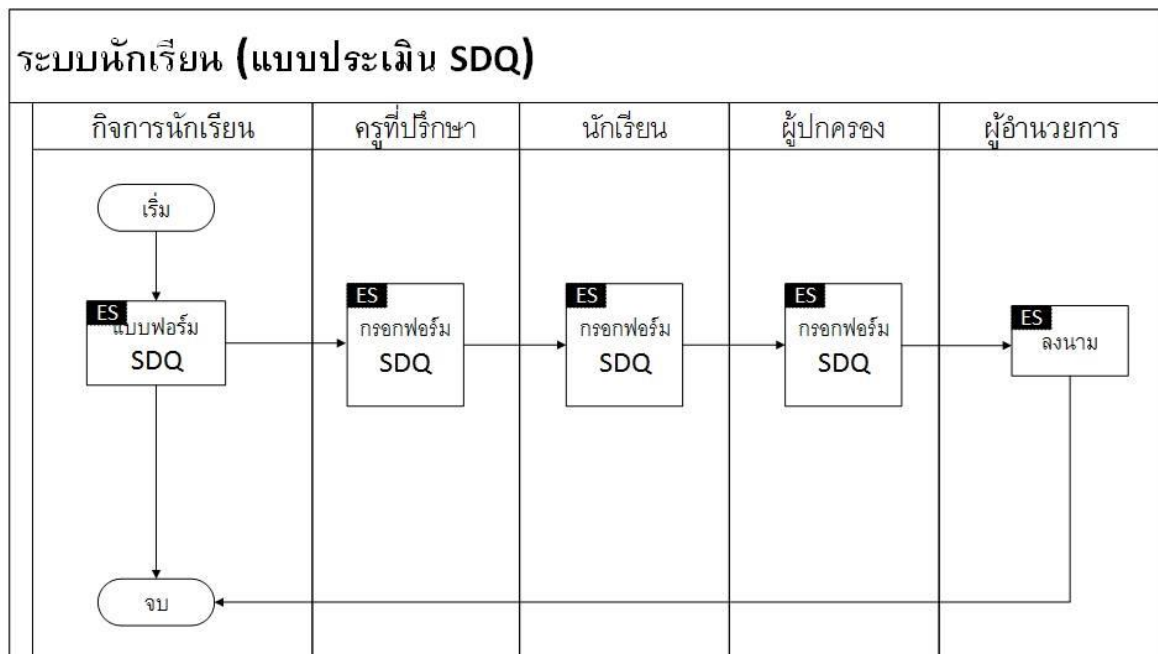 ระบบนักเรียน (แบบประเมิน SDQ)
กิจการนักเรียน
ครูที่ปรึกษา
นักเรียน
ผู้ปกครอง
ผู้อำนวยการ
เริ่ม
ES
แบบฟอร์ม
SDQ
ES
กรอกฟอร์ม
SDQ
ES
กรอกฟอร์ม
SDQ
ES
กรอกฟอร์ม
SDQ
ES
ลงนาม
จบ